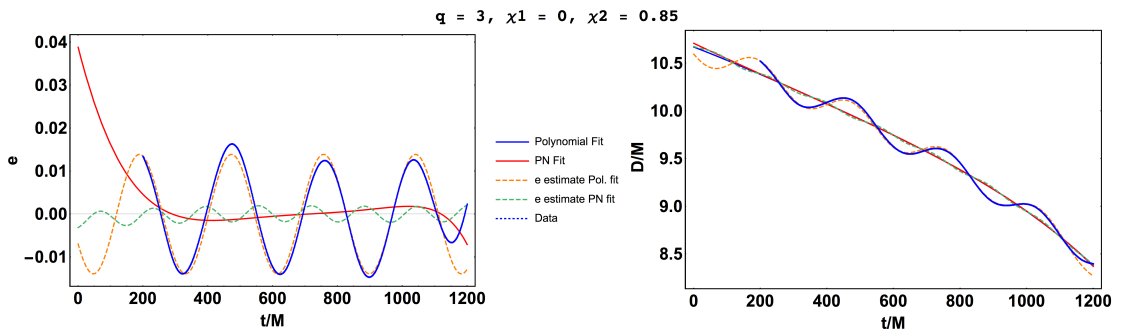 q = 3, χ1 = 0, χ2 = 0.85
0.04
0.03
0.02
0.01
0.00
−0.01
e
0 200 400 600 800 1000 1200
t/M
Polynomial Fit
PN Fit
e estimate Pol. fit
e estimate PN fit
Data
10.5
10.0
9.5
9.0
8.5
D/M
0 200 400 600 800 1000 1200
t/M